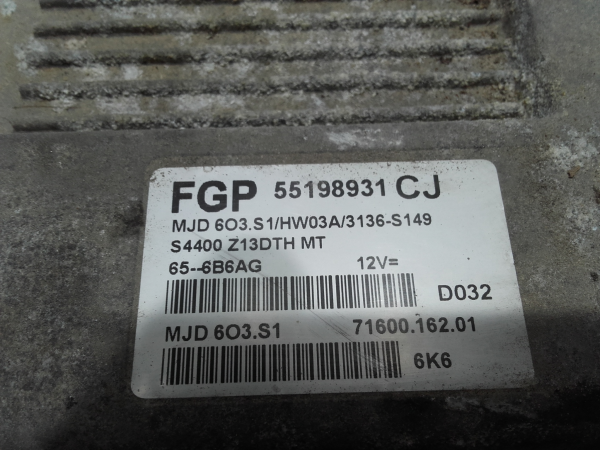 FGP 55198931 CJ
MJD 6O3.S1/HW03A/3136-S149
S4400 Z13DTH MT
65--6B6AG 12V=
D032
MJD 6O3.S1 71600.162.01
6K6